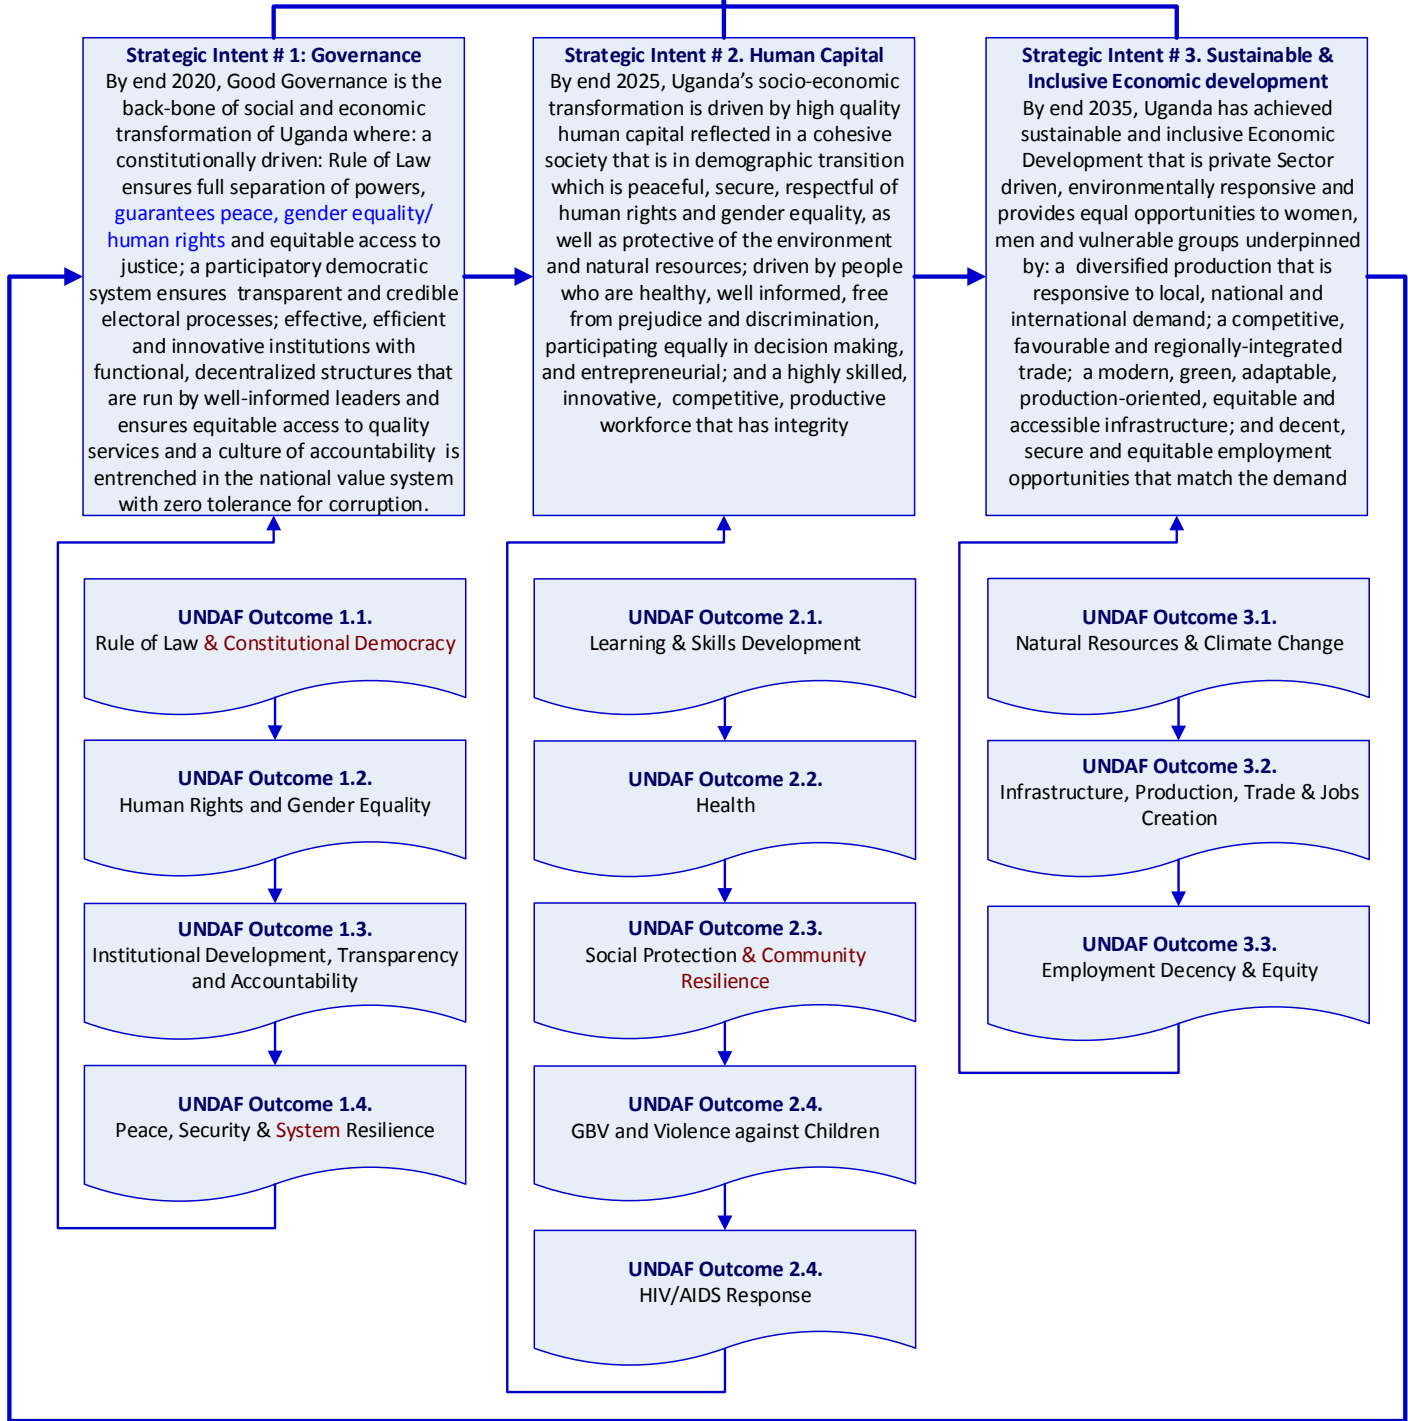 Strategic Intent # 1: Governance
By end 2020, Good Governance is the
back-bone of social and economic
transformation of Uganda where: a
constitutionally driven: Rule of Law
ensures full separation of powers,
guarantees peace, gender equality/
human rights and equitable access to
justice; a participatory democratic
system ensures transparent and credible
electoral processes; effective, efficient
and innovative institutions with
functional, decentralized structures that
are run by well-informed leaders and
ensures equitable access to quality
services and a culture of accountability is
entrenched in the national value system
with zero tolerance for corruption.
Strategic Intent # 2. Human Capital
By end 2025, Uganda's socio-economic
transformation is driven by high quality
human capital reflected in a cohesive
society that is in demographic transition
which is peaceful, secure, respectful of
human rights and gender equality, as
well as protective of the environment
and natural resources; driven by people
who are healthy, well informed, free
from prejudice and discrimination,
participating equally in decision making,
and entrepreneurial; and a highly skilled,
innovative, competitive, productive
workforce that has integrity
Strategic Intent # 3. Sustainable &
Inclusive Economic development
By end 2035, Uganda has achieved
sustainable and inclusive Economic
Development that is private Sector
driven, environmentally responsive and
provides equal opportunities to women,
men and vulnerable groups underpinned
by: a diversified production that is
responsive to local, national and
international demand; a competitive,
favourable and regionally-integrated
trade; a modern, green, adaptable,
production-oriented, equitable and
accessible infrastructure; and decent,
secure and equitable employment
opportunities that match the demand
UNDAF Outcome 1.1.
Rule of Law & Constitutional Democracy
UNDAF Outcome 1.2.
Human Rights and Gender Equality
UNDAF Outcome 1.3.
Institutional Development, Transparency
and Accountability
UNDAF Outcome 1.4.
Peace, Security & System Resilience
UNDAF Outcome 2.1.
Learning & Skills Development
UNDAF Outcome 2.2.
Health
UNDAF Outcome 2.3.
Social Protection & Community
Resilience
UNDAF Outcome 2.4.
GBV and Violence against Children
UNDAF Outcome 2.4.
HIV/AIDS Response
UNDAF Outcome 3.1.
Natural Resources & Climate Change
UNDAF Outcome 3.2.
Infrastructure, Production, Trade & Jobs
Creation
UNDAF Outcome 3.3.
Employment Decency & Equity